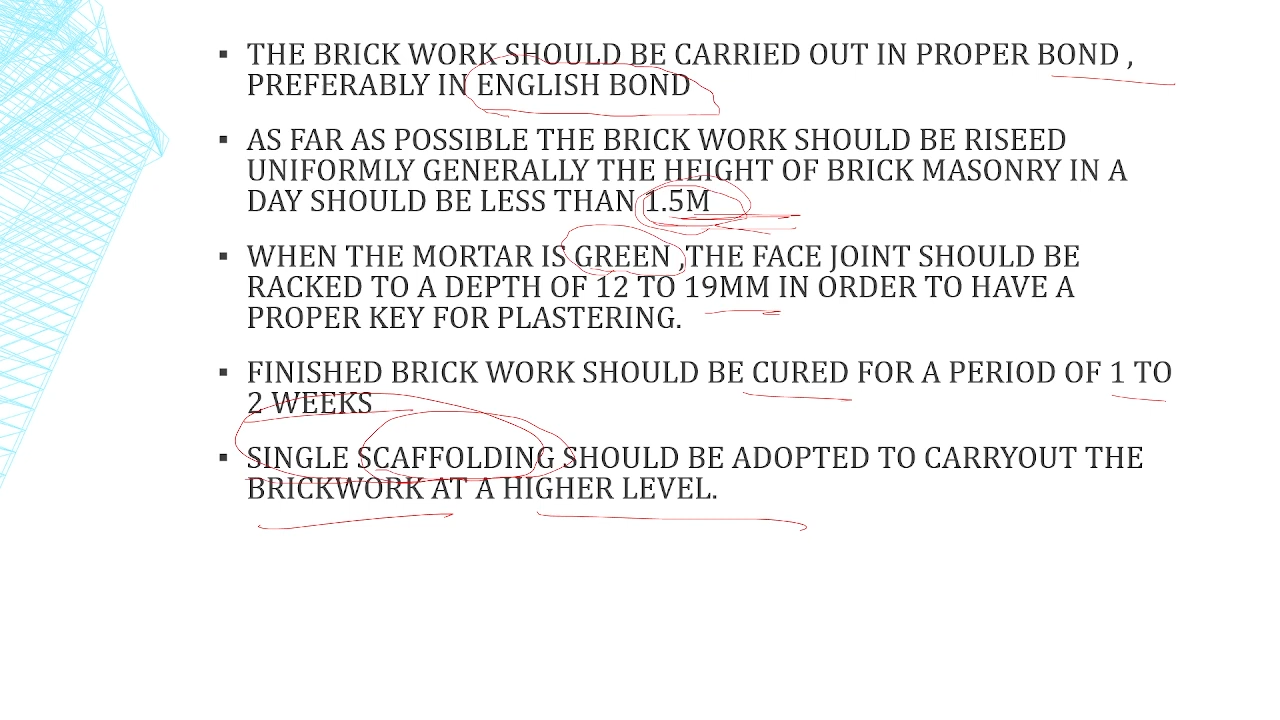 ▪ THE BRICK WORK SHOULD BE CARRIED OUT IN PROPER BOND ,
PREFERABLY IN ENGLISH BOND
▪ AS FAR AS POSSIBLE THE BRICK WORK SHOULD BE RISEED
UNIFORMLY GENERALLY THE HEIGHT OF BRICK MASONRY IN A
DAY SHOULD BE LESS THAN 1.5M
▪ WHEN THE MORTAR IS GREEN ,THE FACE JOINT SHOULD BE
RACKED TO A DEPTH OF 12 TO 19MM IN ORDER TO HAVE A
PROPER KEY FOR PLASTERING.
▪ FINISHED BRICK WORK SHOULD BE CURED FOR A PERIOD OF 1 TO
2 WEEKS
▪ SINGLE SCAFFOLDING SHOULD BE ADOPTED TO CARRYOUT THE
BRICKWORK AT A HIGHER LEVEL.